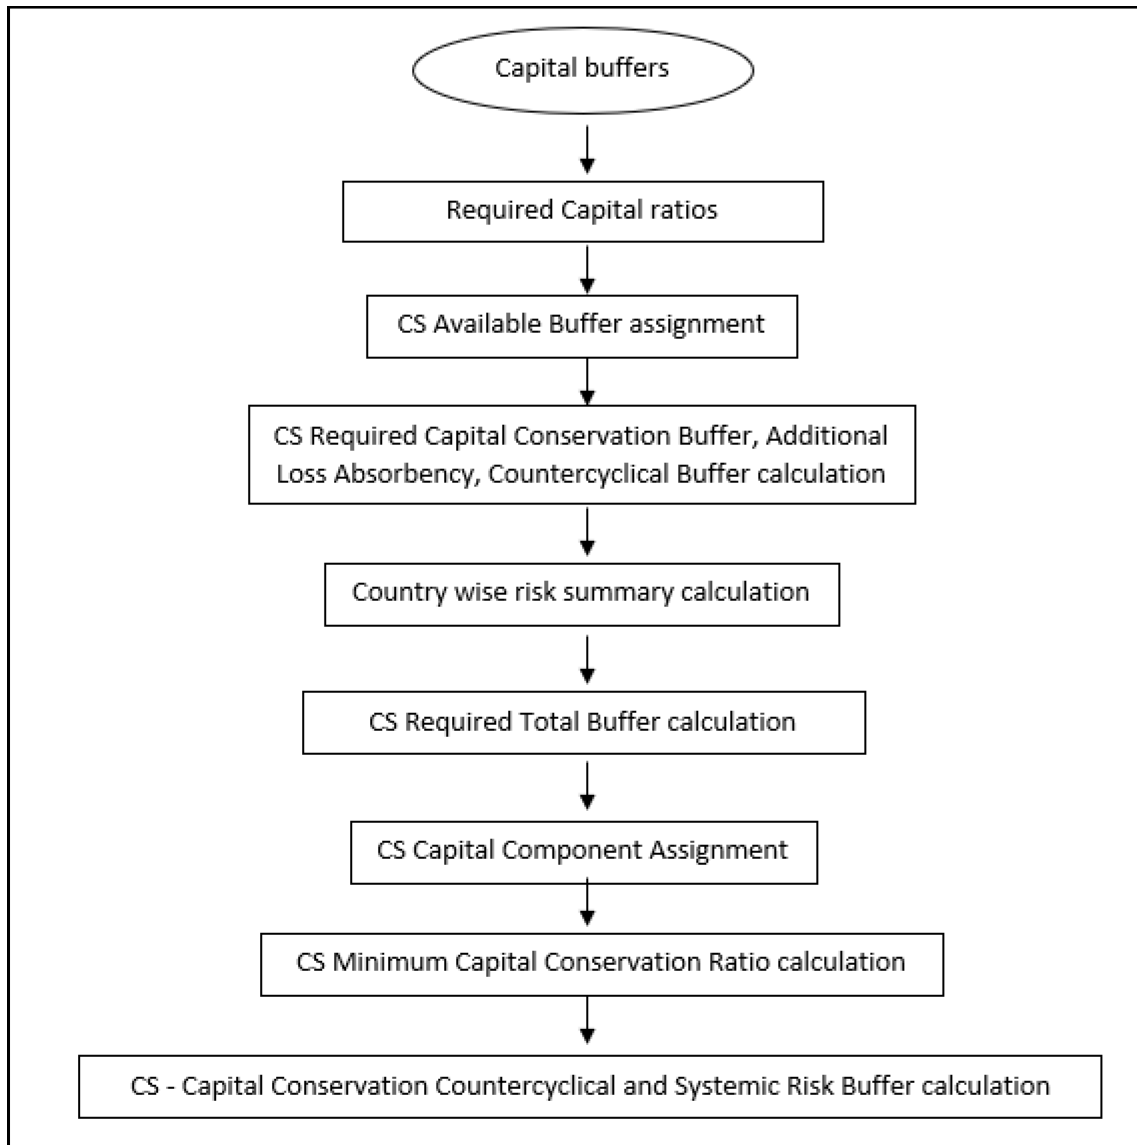 Capital buffers
Required Capital ratios
CS Available Buffer assignment
CS Required Capital Conservation Buffer, Additional
Loss Absorbency, Countercyclical Buffer calculation
Country wise risk summary calculation
CS Required Total Buffer calculation
CS Capital Component Assignment
CS Minimum Capital Conservation Ratio calculation
CS - Capital Conservation Countercyclical and Systemic Risk Buffer calculation